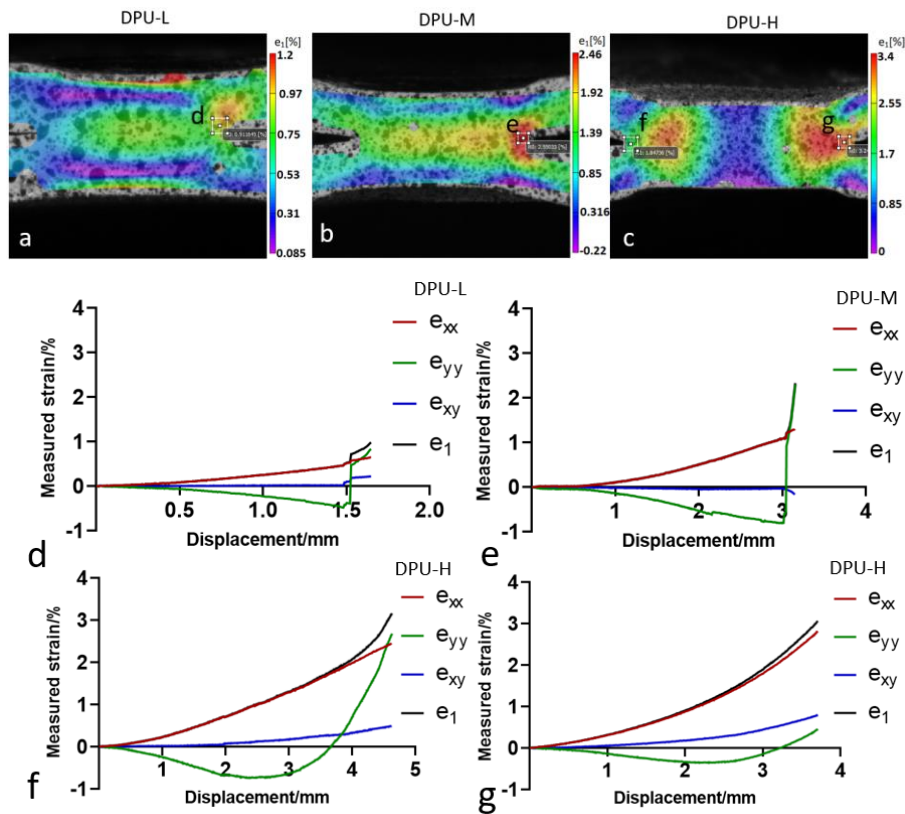 DPU-L
DPU-M
DPU-H
e₁[%]
1.2
0.97
0.75
0.53
0.31
0.085
d
a
e₁[%]
2.46
1.92
1.39
0.85
0.316
-0.22
e
b
e₁[%]
3.4
2.6
1.7
0.85
0
f
g
c
DPU-L
Measured strain/%
4
3
2
1
0
-1
0.5
1.0
1.5
2.0
Displacement/mm
exx
eyy
exy
e1
d
DPU-M
Measured strain/%
4
3
2
1
0
-1
1
2
3
4
Displacement/mm
exx
eyy
exy
e1
e
DPU-H
Measured strain/%
4
3
2
1
0
-1
1
2
3
4
5
Displacement/mm
exx
eyy
exy
e1
f
DPU-H
Measured strain/%
4
3
2
1
0
-1
1
2
3
4
Displacement/mm
exx
eyy
exy
e1
g